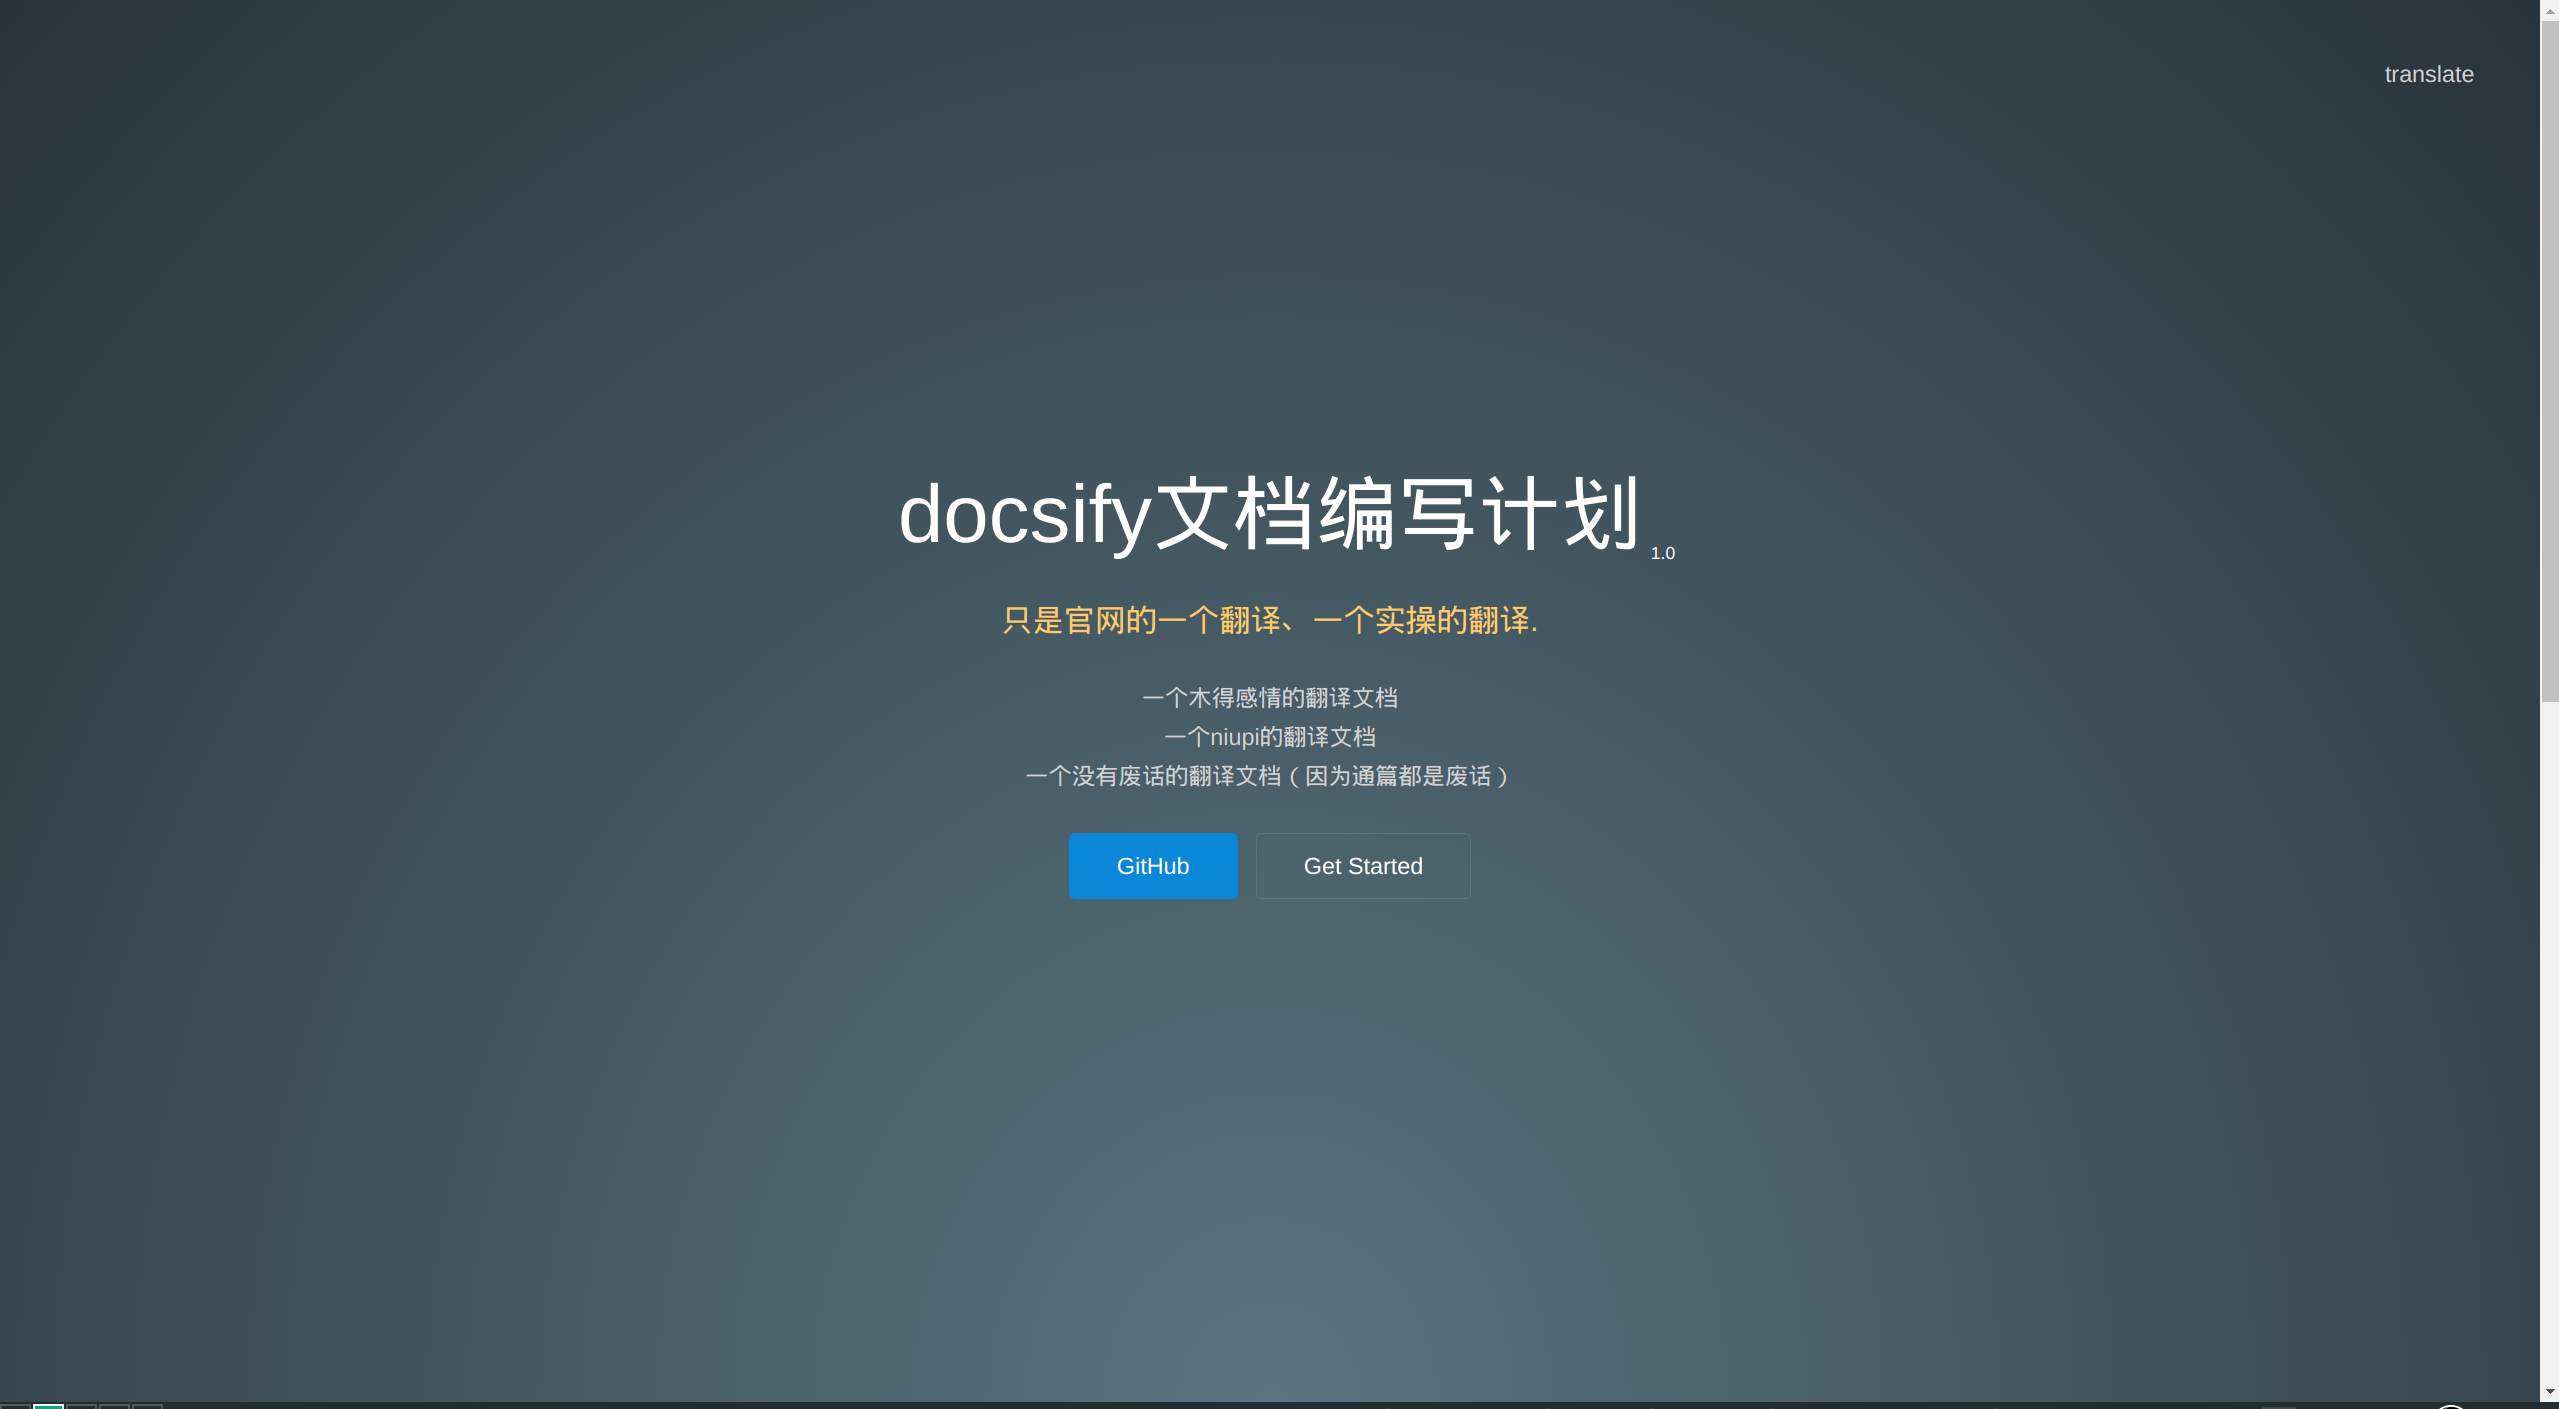 translate
docsify文档编写计划 1.0
只是官网的一个翻译、一个实操的翻译.
一个木得感情的翻译文档
一个niupi的翻译文档
一个没有废话的翻译文档（因为通篇都是废话）
GitHub
Get Started